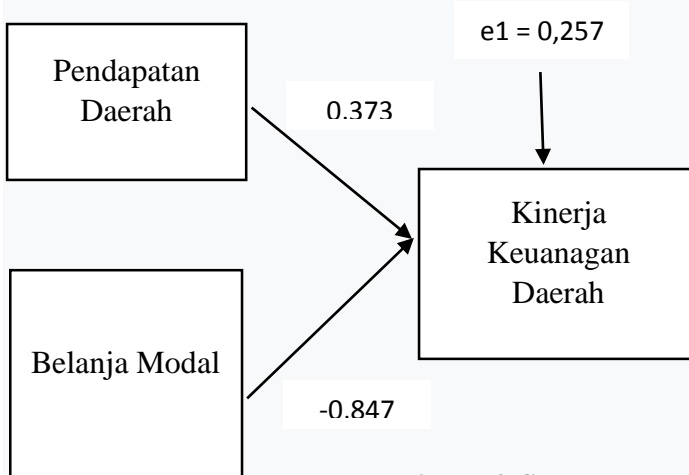 e1 = 0,257
Pendapatan
Daerah
0.373
Kinerja
Keuanagan
Daerah
Belanja Modal
-0.847